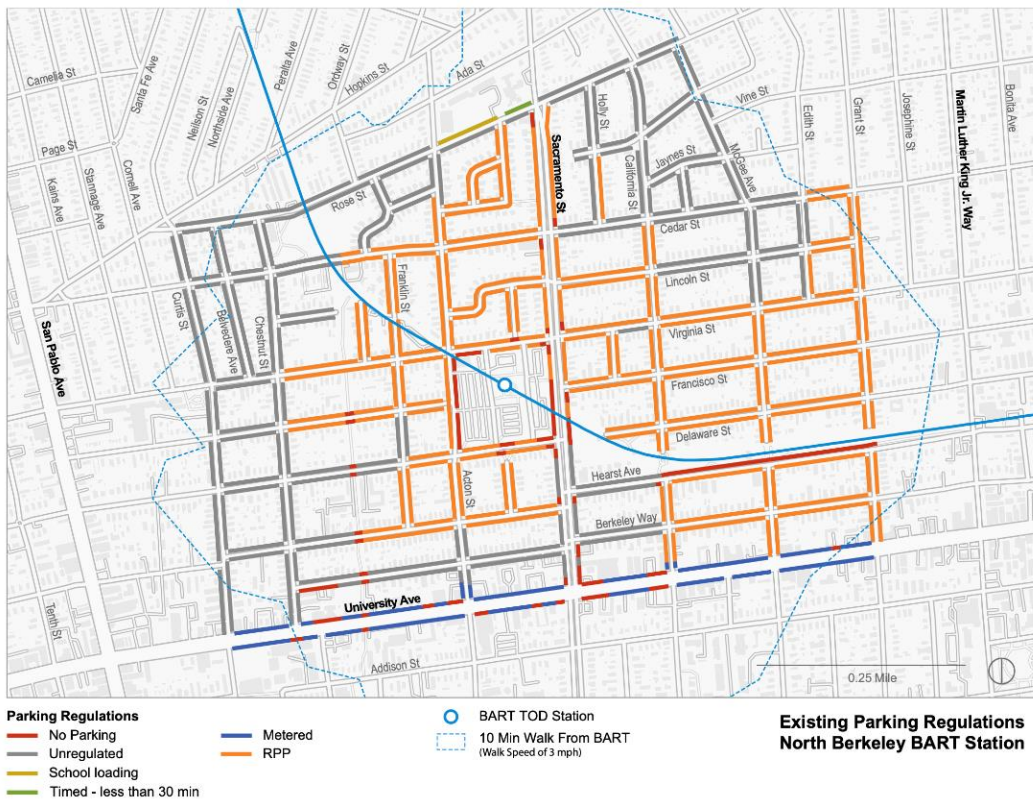 Camelia St
Santa Fe Ave
Neilson St
Northside Ave
Peralta Ave
Ordway St
Hopkins St
Ada St
Page St
Kains Ave
Stannage Ave
Cornell Ave
Rose St
Holly St
California St
Sacramento St
Jaynes St
McGee Ave
Vine St
Edith St
Grant St
Josephine St
Martin Luther King Jr. Way
Bonita Ave
Cedar St
Lincoln St
Virginia St
Francisco St
Delaware St
Hearst Ave
Berkeley Way
Franklin St
Curtis St
Belvedere Ave
Chestnut St
San Pablo Ave
Acton St
University Ave
Tenth St
Addison St
0.25 Mile
Parking Regulations
No Parking
Unregulated
School loading
Timed - less than 30 min
Metered
RPP
BART TOD Station
10 Min Walk From BART
(Walk Speed of 3 mph)
Existing Parking Regulations
North Berkeley BART Station